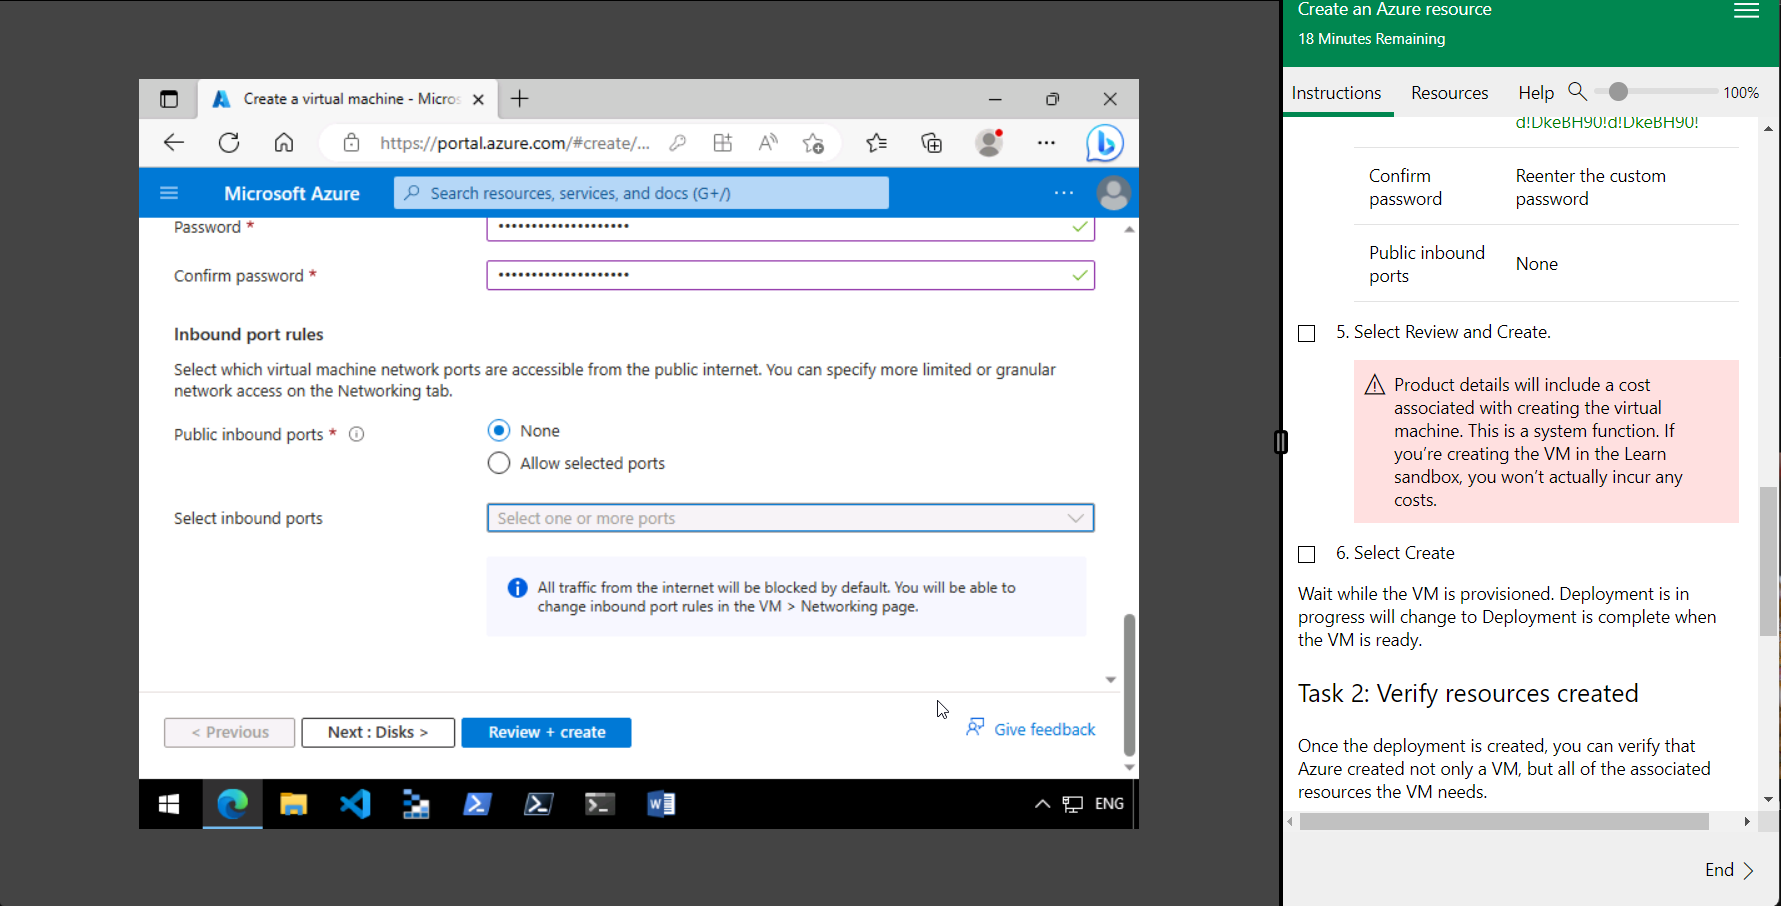 Create a virtual machine - Micros
https://portal.azure.com/#create/...
Microsoft Azure
Search resources, services, and docs (G+/)
Password *
Confirm password *
Inbound port rules
Select which virtual machine network ports are accessible from the public internet. You can specify more limited or granular
network access on the Networking tab.
Public inbound ports *
None
Allow selected ports
Select inbound ports
Select one or more ports
All traffic from the internet will be blocked by default. You will be able to
change inbound port rules in the VM > Networking page.
< Previous
Next : Disks >
Review + create
Give feedback
ENG
Create an Azure resource
18 Minutes Remaining
Instructions
Resources
Help
100%
d!DkeBH90!d!DkeBH90!
Confirm
password
Reenter the custom
password
Public inbound
ports
None
5. Select Review and Create.
Product details will include a cost
associated with creating the virtual
machine. This is a system function. If
you’re creating the VM in the Learn
sandbox, you won’t actually incur any
costs.
6. Select Create
Wait while the VM is provisioned. Deployment is in
progress will change to Deployment is complete when
the VM is ready.
Task 2: Verify resources created
Once the deployment is created, you can verify that
Azure created not only a VM, but all of the associated
resources the VM needs.
End